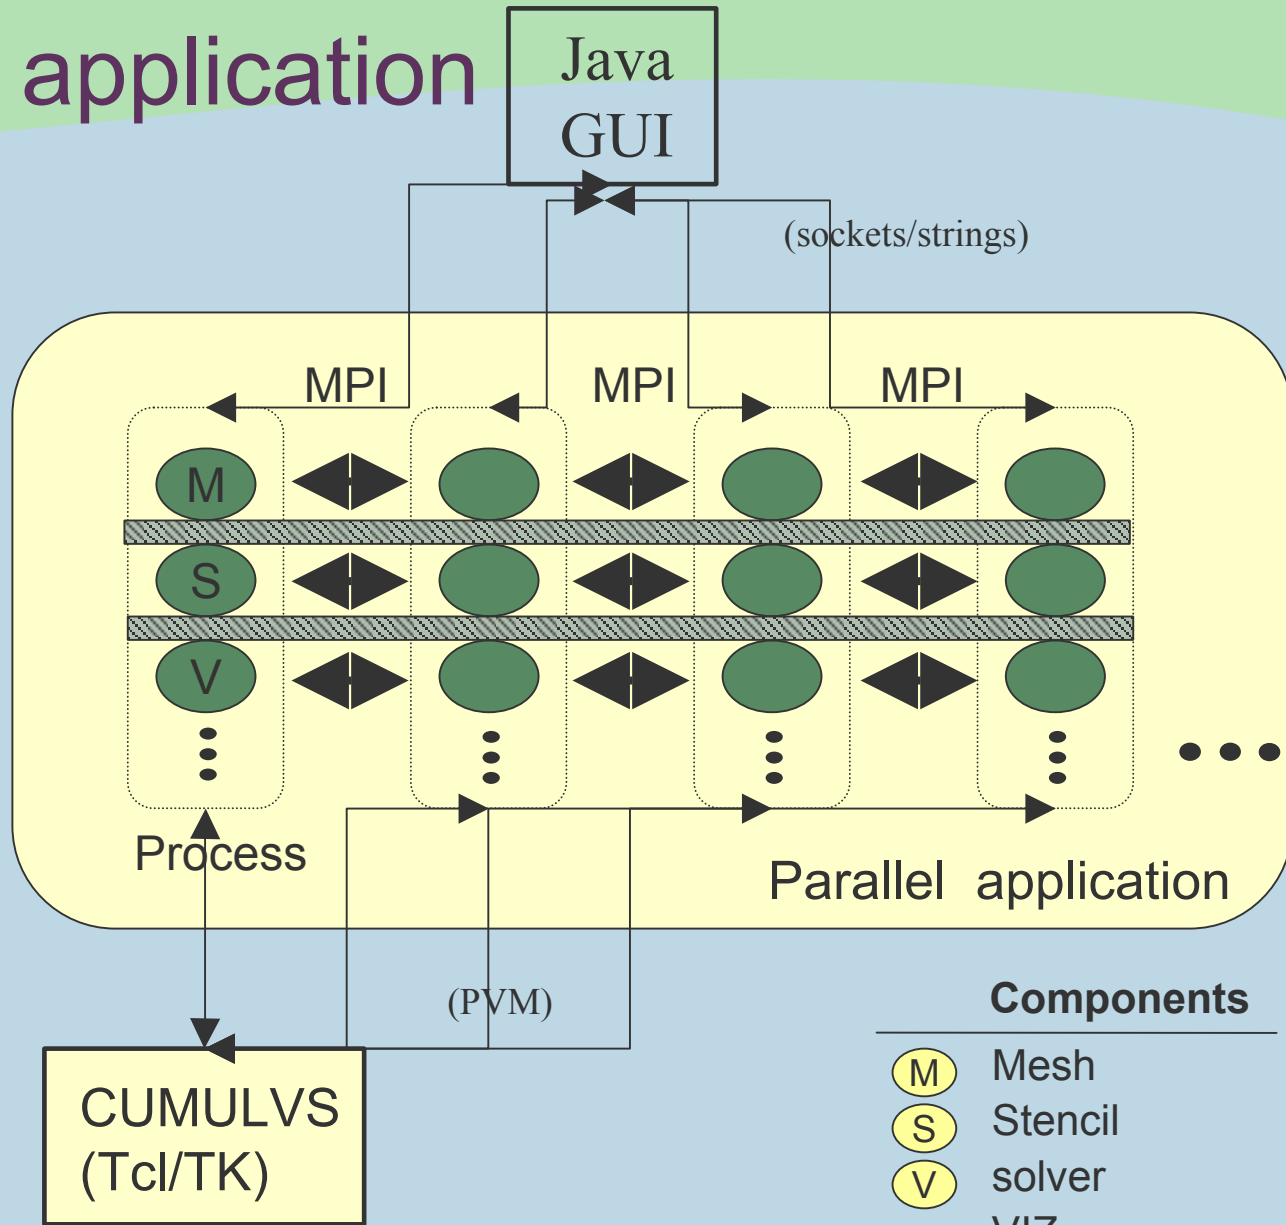 application
Java
GUI
(sockets/strings)
MPI MPI MPI
M
S
V
Process
Parallel application
(PVM)
CUMULVS
(Tcl/TK)
Components
M Mesh
S Stencil
V solver
VIZ